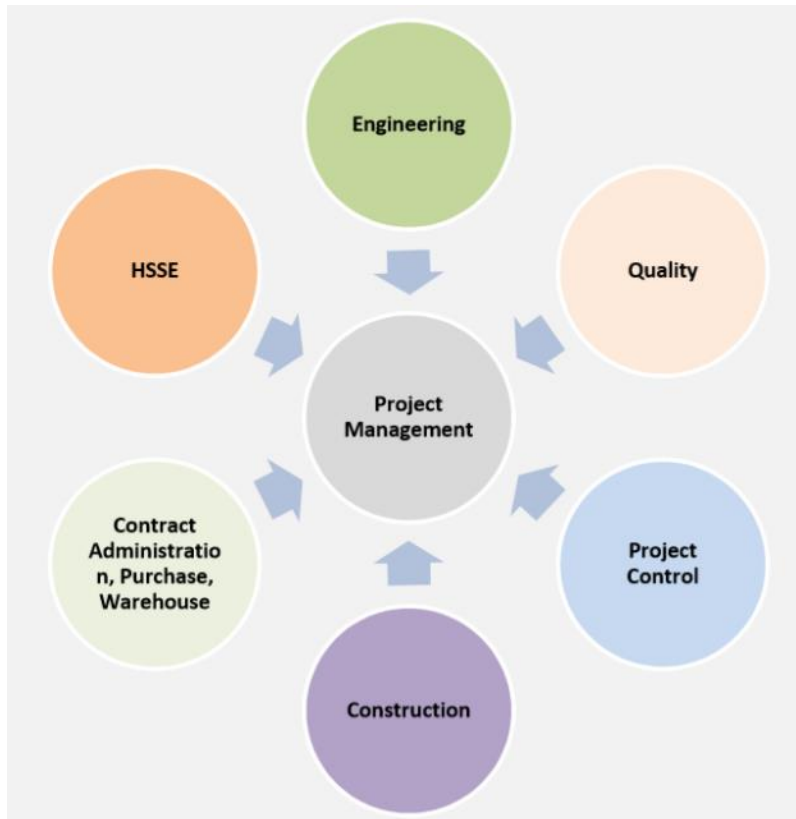 Engineering
HSSE
Quality
Project
Management
Contract
Administratio
n, Purchase,
Warehouse
Project
Control
Construction